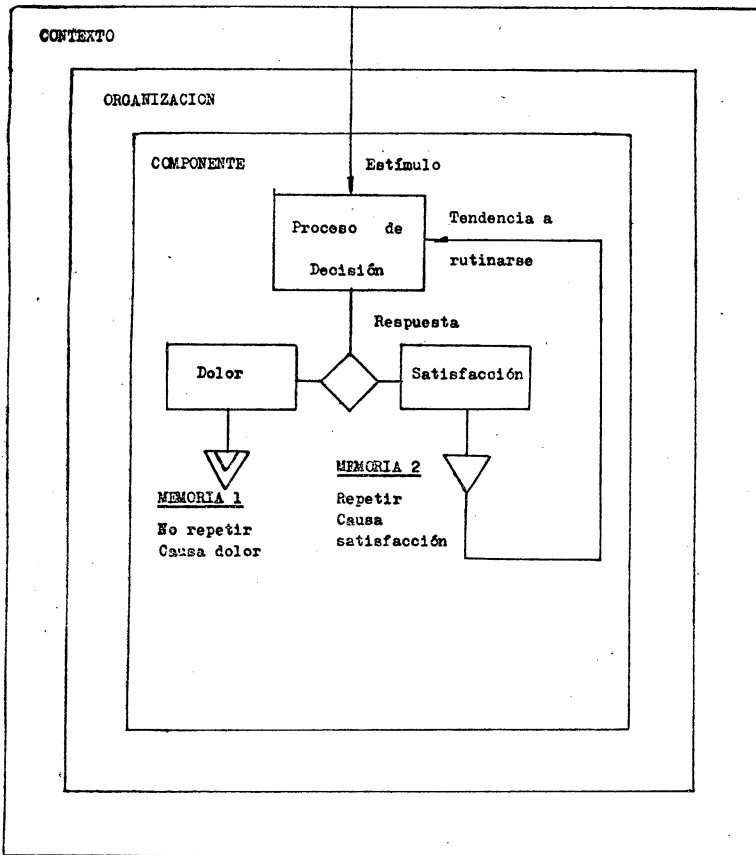 CONTEXTO
ORGANIZACION
COMPONENTE
Estímulo
Proceso de
Decisión
Tendencia a
rutinarse
Respuesta
Dolor
Satisfacción
MEMORIA 1
No repetir
Causa dolor
MEMORIA 2
Repetir
Causa
satisfacción